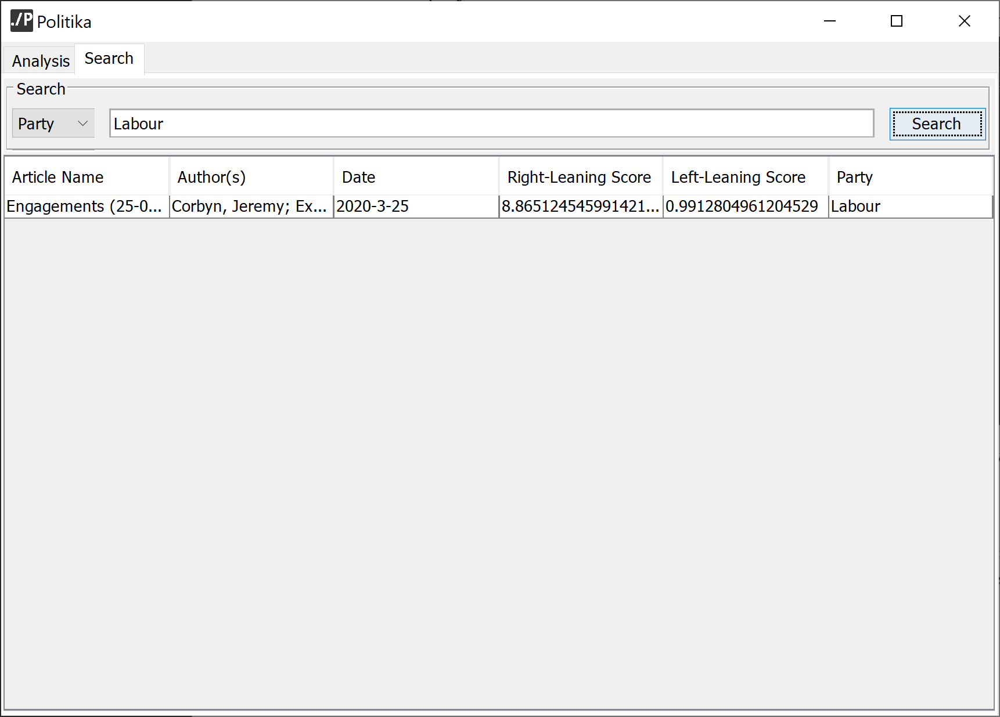 ./P Politika
Analysis Search
Search
Party Labour Search
Article Name Author(s) Date Right-Leaning Score Left-Leaning Score Party
Engagements (25-0... Corbyn, Jeremy; Ex... 2020-3-25 8.865124545991421... 0.9912804961204529 Labour